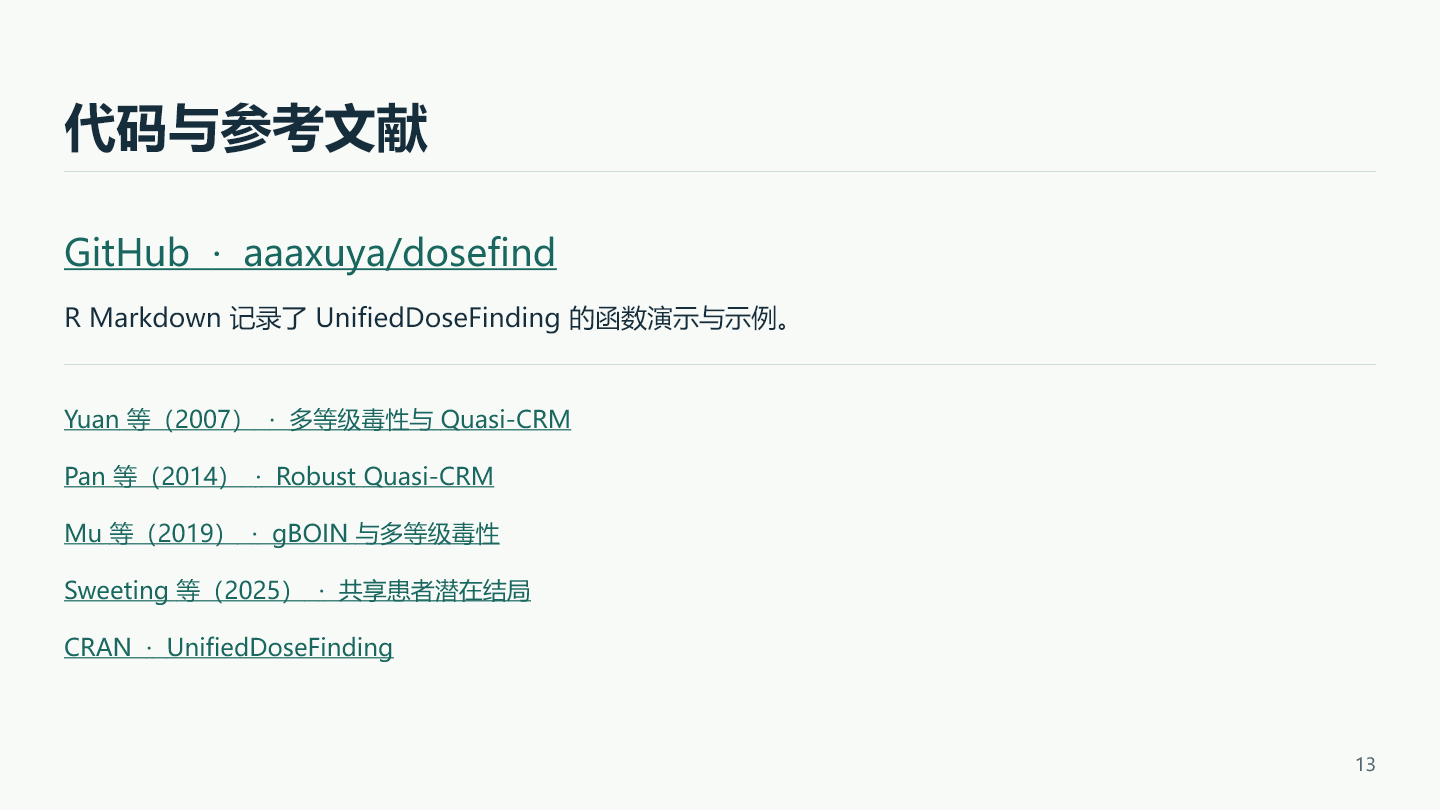 代码与参考文献
GitHub · aaaxuya/dosefind
R Markdown 记录了 UnifiedDoseFinding 的函数演示与示例。
Yuan 等（2007） · 多等级毒性与 Quasi-CRM
Pan 等（2014） · Robust Quasi-CRM
Mu 等（2019） · gBOIN 与多等级毒性
Sweeting 等（2025） · 共享患者潜在结局
CRAN · UnifiedDoseFinding
13